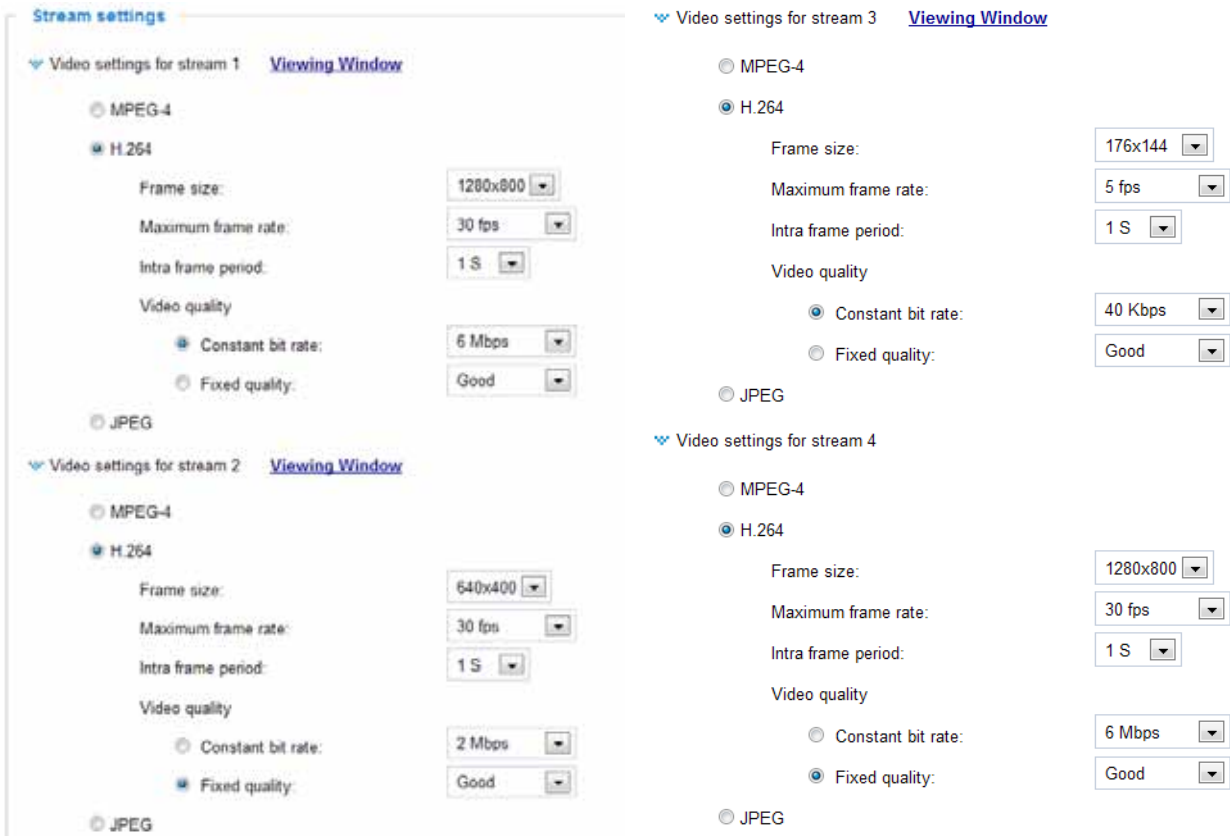 Stream settings
Video settings for stream 1 Viewing Window
MPEG-4
H.264
Frame size: 1280x800
Maximum frame rate: 30 fps
Intra frame period: 1 S
Video quality
Constant bit rate: 6 Mbps
Fixed quality: Good
JPEG
Video settings for stream 2 Viewing Window
MPEG-4
H.264
Frame size: 640x400
Maximum frame rate: 30 fps
Intra frame period: 1 S
Video quality
Constant bit rate: 2 Mbps
Fixed quality: Good
JPEG
Video settings for stream 3 Viewing Window
MPEG-4
H.264
Frame size: 176x144
Maximum frame rate: 5 fps
Intra frame period: 1 S
Video quality
Constant bit rate: 40 Kbps
Fixed quality: Good
JPEG
Video settings for stream 4
MPEG-4
H.264
Frame size: 1280x800
Maximum frame rate: 30 fps
Intra frame period: 1 S
Video quality
Constant bit rate: 6 Mbps
Fixed quality: Good
JPEG